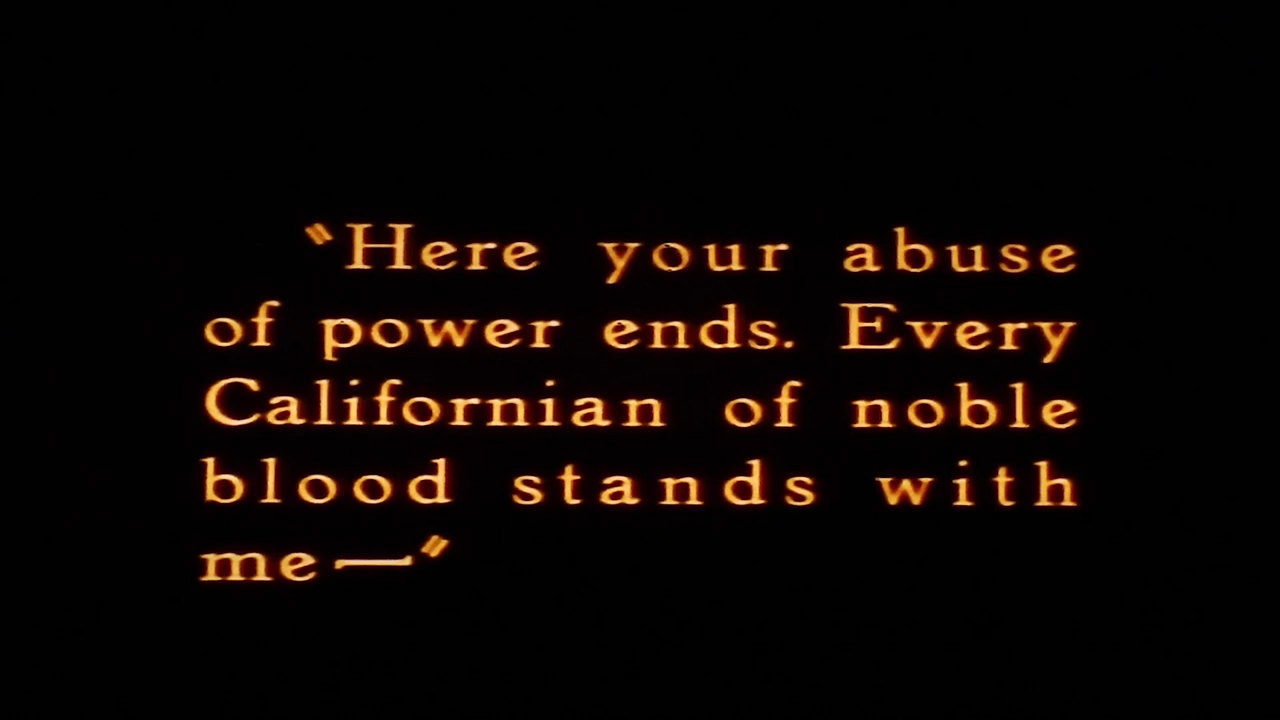 "Here your abuse
of power ends. Every
Californian of noble
blood stands with
me—"